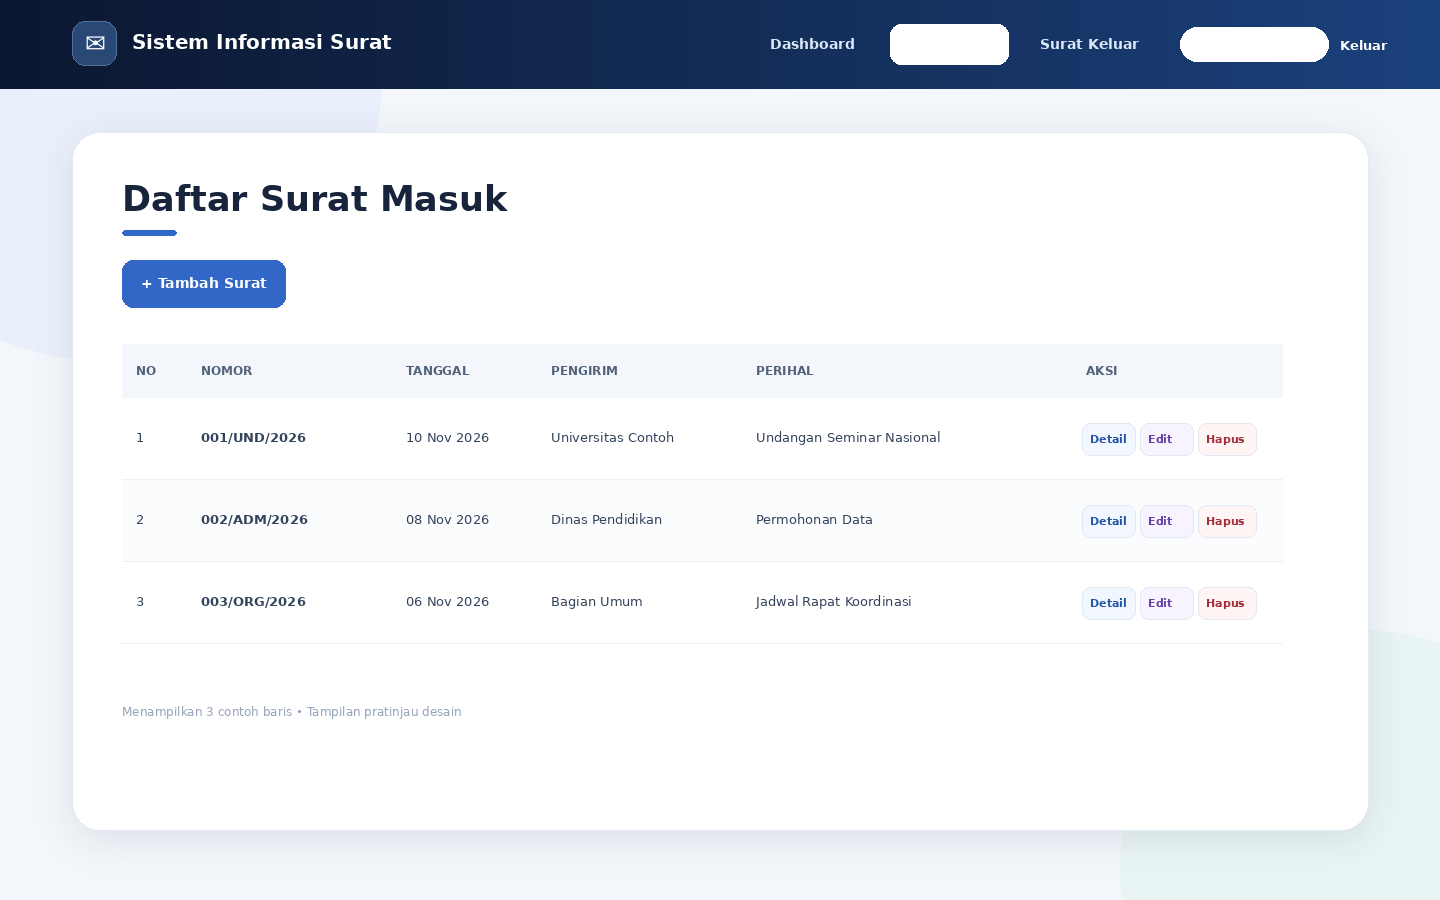 ✉ Sistem Informasi Surat Dashboard Surat Keluar Keluar
Daftar Surat Masuk
+ Tambah Surat
NO NOMOR TANGGAL PENGIRIM PERIHAL AKSI
1 001/UND/2026 10 Nov 2026 Universitas Contoh Undangan Seminar Nasional Detail Edit Hapus
2 002/ADM/2026 08 Nov 2026 Dinas Pendidikan Permohonan Data Detail Edit Hapus
3 003/ORG/2026 06 Nov 2026 Bagian Umum Jadwal Rapat Koordinasi Detail Edit Hapus
Menampilkan 3 contoh baris • Tampilan pratinjau desain